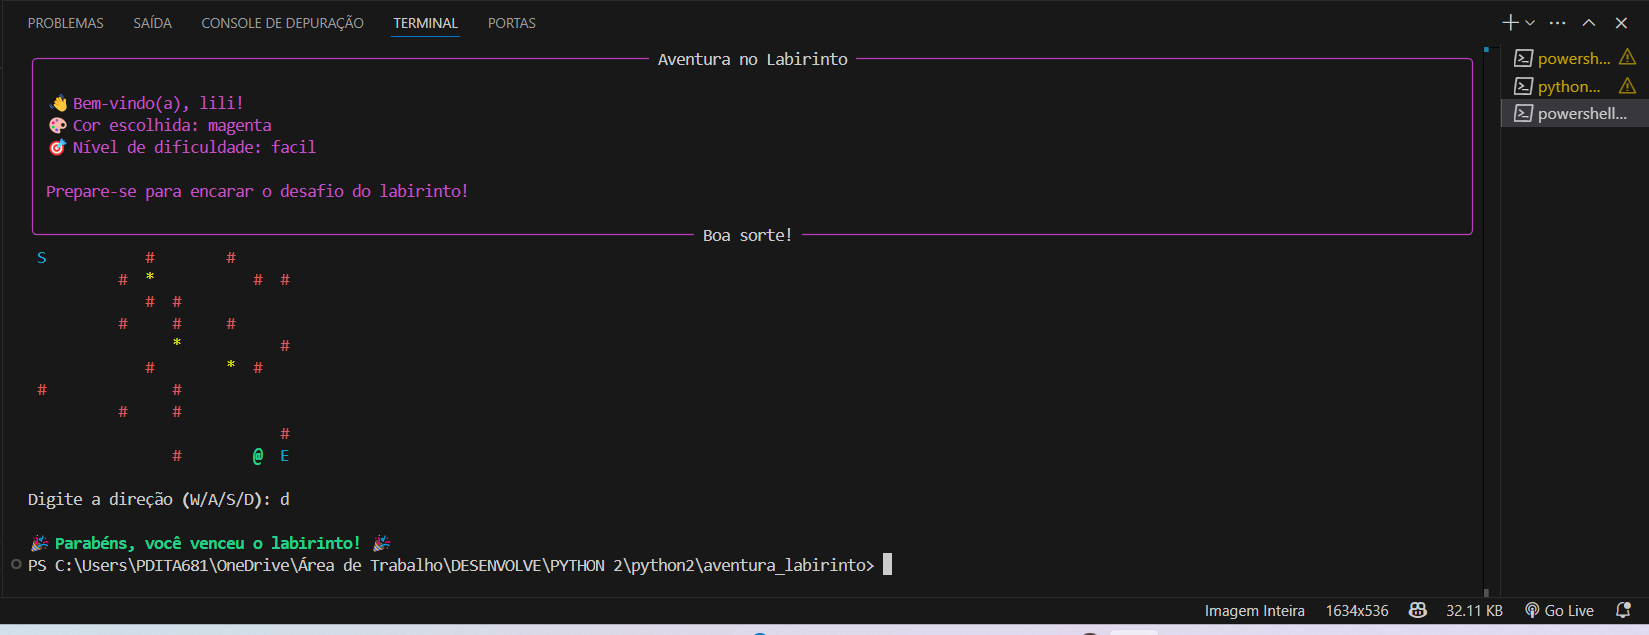 PROBLEMAS SAÍDA CONSOLE DE DEPURAÇÃO TERMINAL PORTAS
Aventura no Labirinto
👋 Bem-vindo(a), lili!
🎨 Cor escolhida: magenta
🎯 Nível de dificuldade: facil
Prepare-se para encarar o desafio do labirinto!
Boa sorte!
S # #
# * # #
# #
# # #
* #
# * #
# #
# #
#
# @ E
Digite a direção (W/A/S/D): d
🎉 Parabéns, você venceu o labirinto! 🎉
PS C:\Users\PDITA681\OneDrive\Área de Trabalho\DESENVOLVE\PYTHON 2\python2\aventura_labirinto>
powersh...
python...
powershell...
Imagem Inteira 1634x536 32.11 KB Go Live